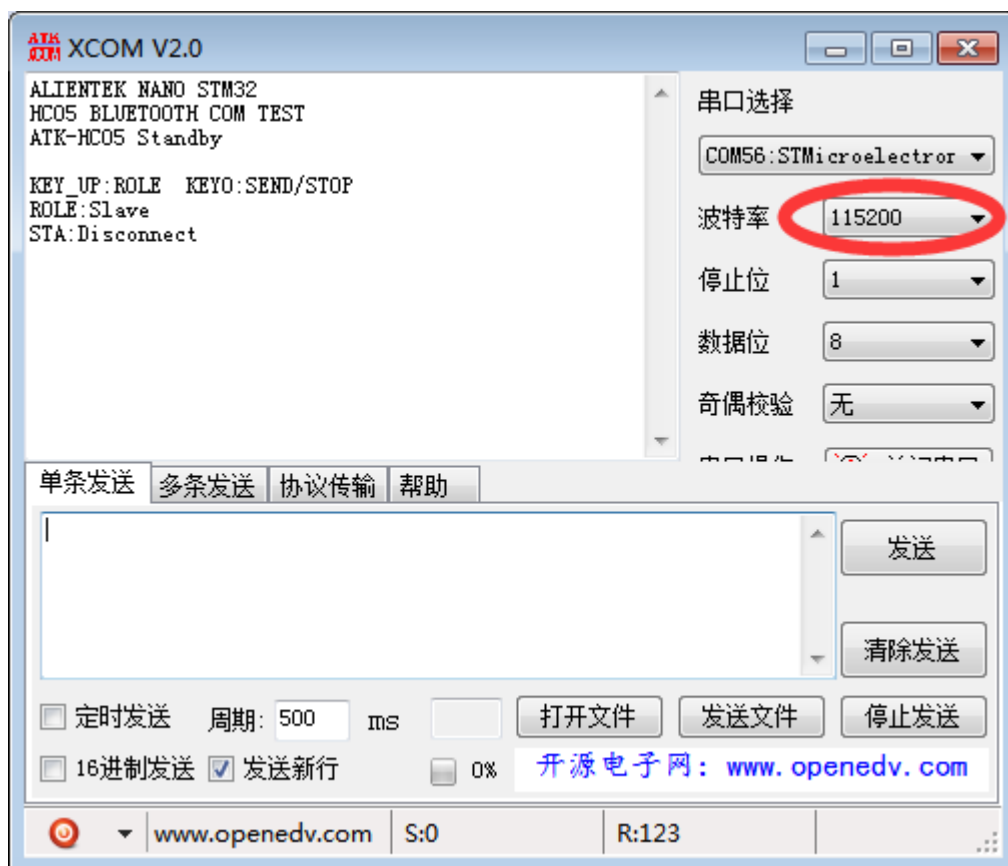 ATK
COM XCOM V2.0
ALIENTEK NANO STM32
HC05 BLUETOOTH COM TEST
ATK-HC05 Standby
KEY_UP:ROLE KEY0:SEND/STOP
ROLE:Slave
STA:Disconnect
串口选择
COM56:STMicroelectror
波特率 115200
停止位 1
数据位 8
奇偶校验 无
单条发送 多条发送 协议传输 帮助
发送
清除发送
定时发送 周期: 500 ms 打开文件 发送文件 停止发送
16进制发送 发送新行 0% 开源电子网: www.openedv.com
www.openedv.com S:0 R:123